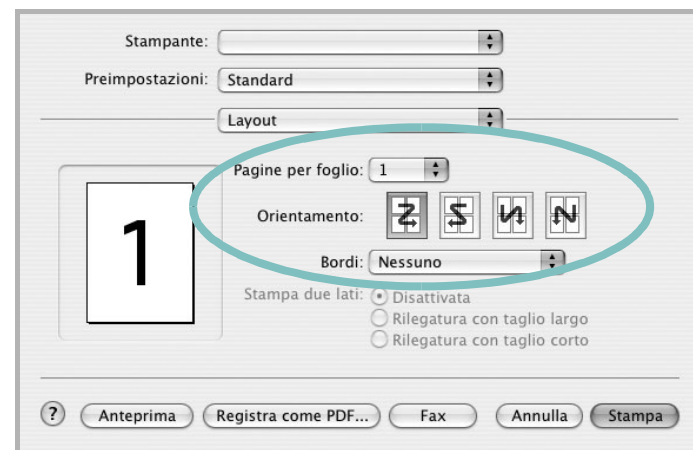 Stampante:
Preimpostazioni: Standard
Layout
Pagine per foglio: 1
1
Orientamento:
Bordi: Nessuno
Stampa due lati: Disattivata
Rilegatura con taglio largo
Rilegatura con taglio corto
? Anteprima Registra come PDF... Fax Annulla Stampa